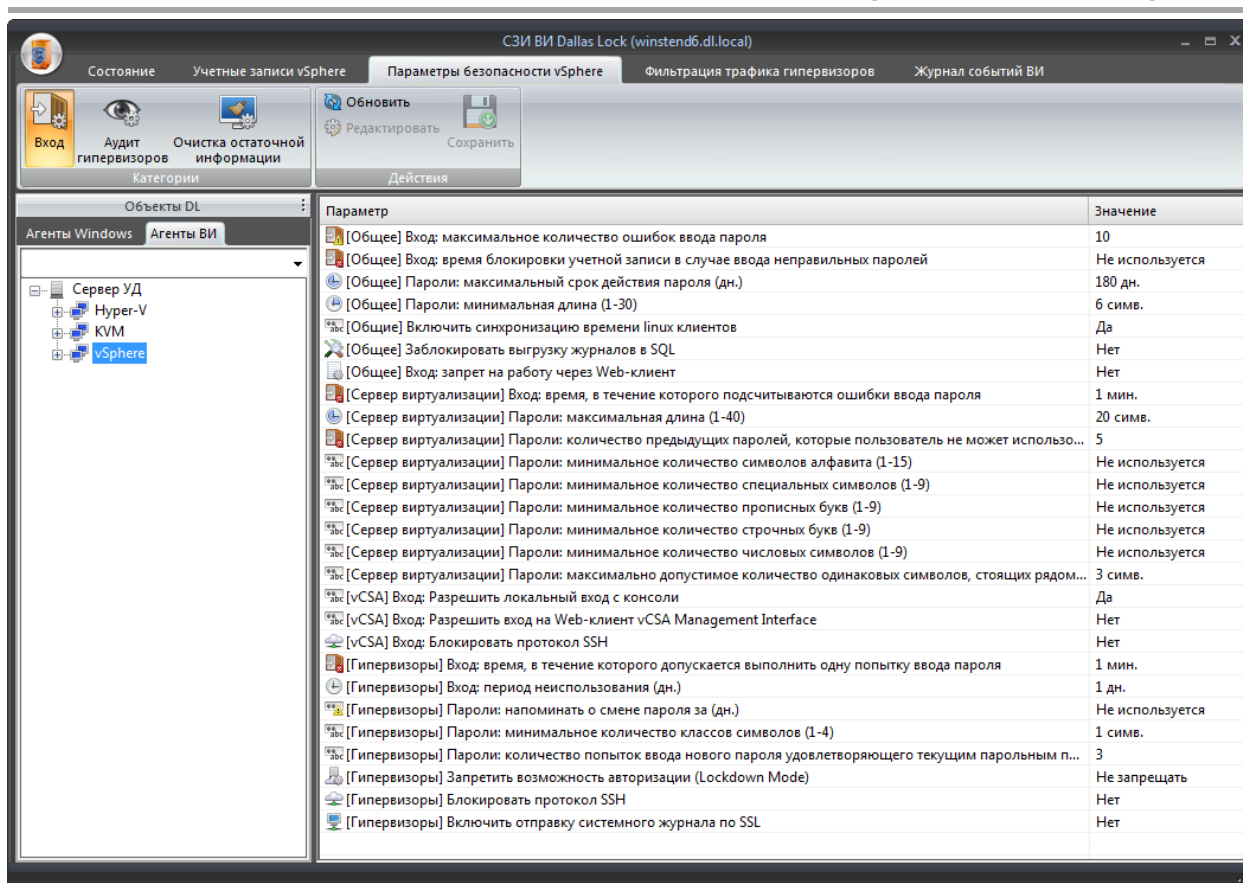 СЗИ ВИ Dallas Lock (winstend6.dl.local)
Состояние Учетные записи vSphere Параметры безопасности vSphere Фильтрация трафика гипервизоров Журнал событий ВИ
Вход
Аудит гипервизоров
Очистка остаточной информации
Обновить
Редактировать
Сохранить
Категории
Действия
Объекты DL
Агенты Windows Агенты ВИ
Сервер УД
Hyper-V
KVM
vSphere
Параметр Значение
[Общее] Вход: максимальное количество ошибок ввода пароля 10
[Общее] Вход: время блокировки учетной записи в случае ввода неправильных паролей Не используется
[Общее] Пароли: максимальный срок действия пароля (дн.) 180 дн.
[Общее] Пароли: минимальная длина (1-30) 6 симв.
[Общие] Включить синхронизацию времени linux клиентов Да
[Общее] Заблокировать выгрузку журналов в SQL Нет
[Общее] Вход: запрет на работу через Web-клиент Нет
[Сервер виртуализации] Вход: время, в течение которого подсчитываются ошибки ввода пароля 1 мин.
[Сервер виртуализации] Пароли: максимальная длина (1-40) 20 симв.
[Сервер виртуализации] Пароли: количество предыдущих паролей, которые пользователь не может использо... 5
[Сервер виртуализации] Пароли: минимальное количество символов алфавита (1-15) Не используется
[Сервер виртуализации] Пароли: минимальное количество специальных символов (1-9) Не используется
[Сервер виртуализации] Пароли: минимальное количество прописных букв (1-9) Не используется
[Сервер виртуализации] Пароли: минимальное количество строчных букв (1-9) Не используется
[Сервер виртуализации] Пароли: минимальное количество числовых символов (1-9) Не используется
[Сервер виртуализации] Пароли: максимально допустимое количество одинаковых символов, стоящих рядом... 3 симв.
[vCSA] Вход: Разрешить локальный вход с консоли Да
[vCSA] Вход: Разрешить вход на Web-клиент vCSA Management Interface Нет
[vCSA] Вход: Блокировать протокол SSH Нет
[Гипервизоры] Вход: время, в течение которого допускается выполнить одну попытку ввода пароля 1 мин.
[Гипервизоры] Вход: период неиспользования (дн.) 1 дн.
[Гипервизоры] Пароли: напоминать о смене пароля за (дн.) Не используется
[Гипервизоры] Пароли: минимальное количество классов символов (1-4) 1 симв.
[Гипервизоры] Пароли: количество попыток ввода нового пароля удовлетворяющего текущим парольным п... 3
[Гипервизоры] Запретить возможность авторизации (Lockdown Mode) Не запрещать
[Гипервизоры] Блокировать протокол SSH Нет
[Гипервизоры] Включить отправку системного журнала по SSL Нет